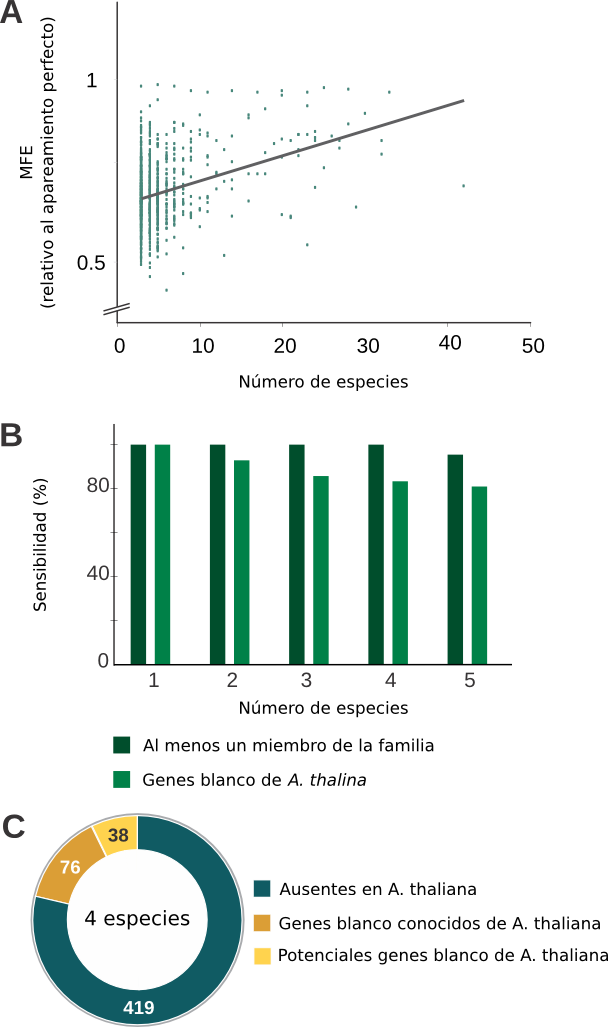 A
MFE
(relativo al apareamiento perfecto)
1
0.5
0 10 20 30 40 50
Número de especies
B
Sensibilidad (%)
80
40
0
1 2 3 4 5
Número de especies
Al menos un miembro de la familia
Genes blanco de A. thalina
C
38
76
4 especies
419
Ausentes en A. thaliana
Genes blanco conocidos de A. thaliana
Potenciales genes blanco de A. thaliana